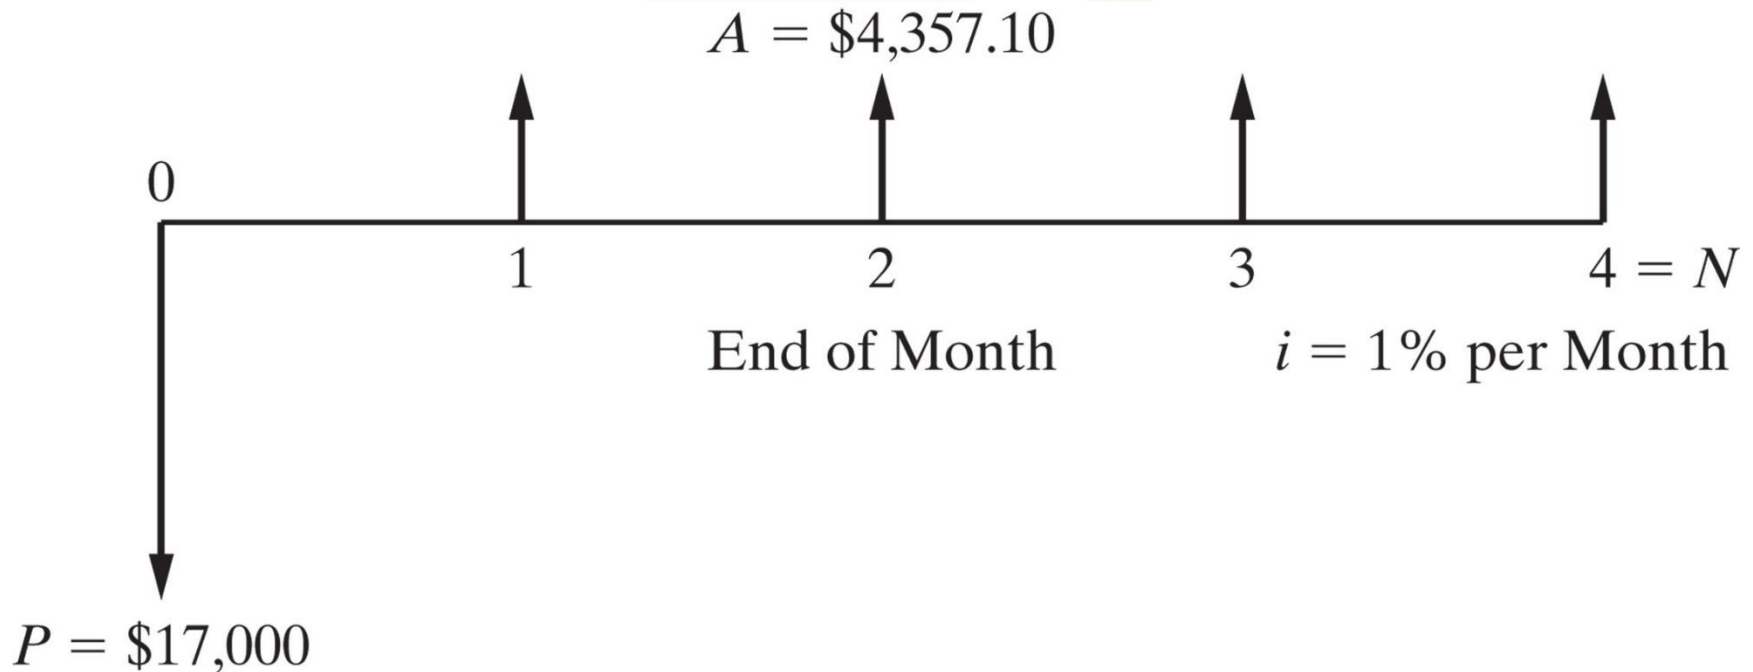 A = $4,357.10
0
1 2 3 4 = N
End of Month i = 1% per Month
P = $17,000